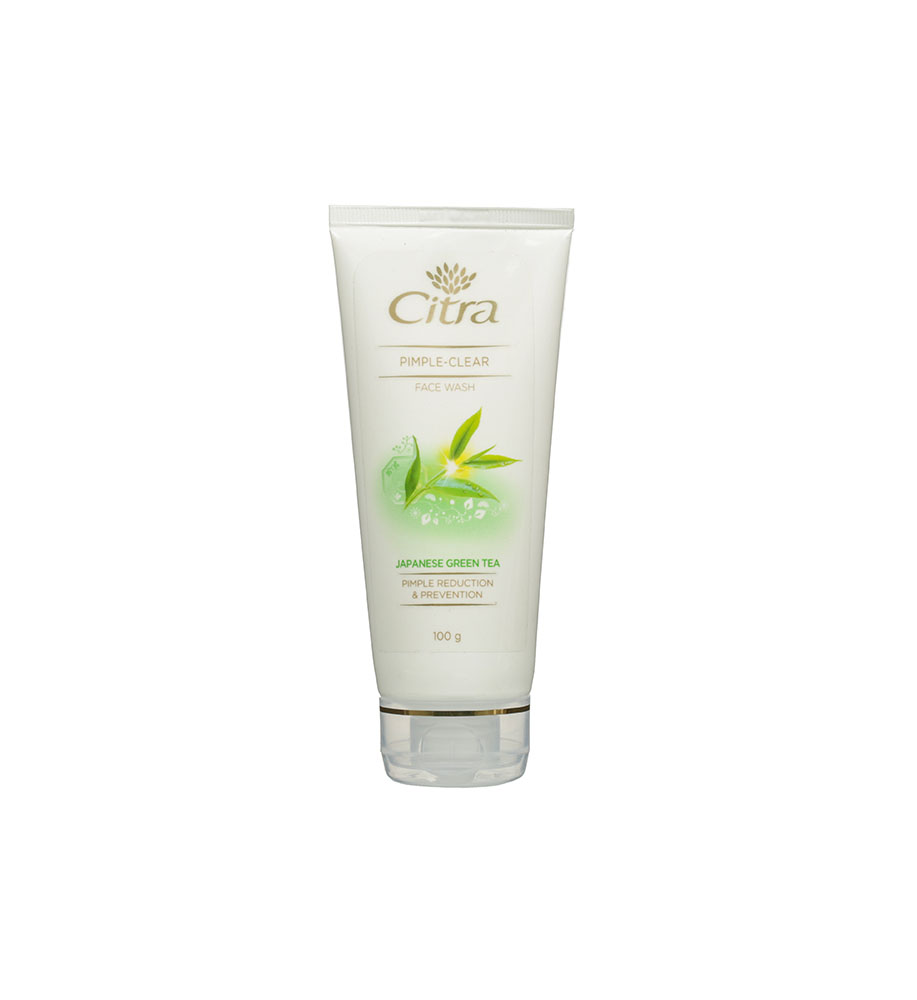 Citra
PIMPLE-CLEAR
FACE WASH
JAPANESE GREEN TEA
PIMPLE REDUCTION
& PREVENTION
100 g